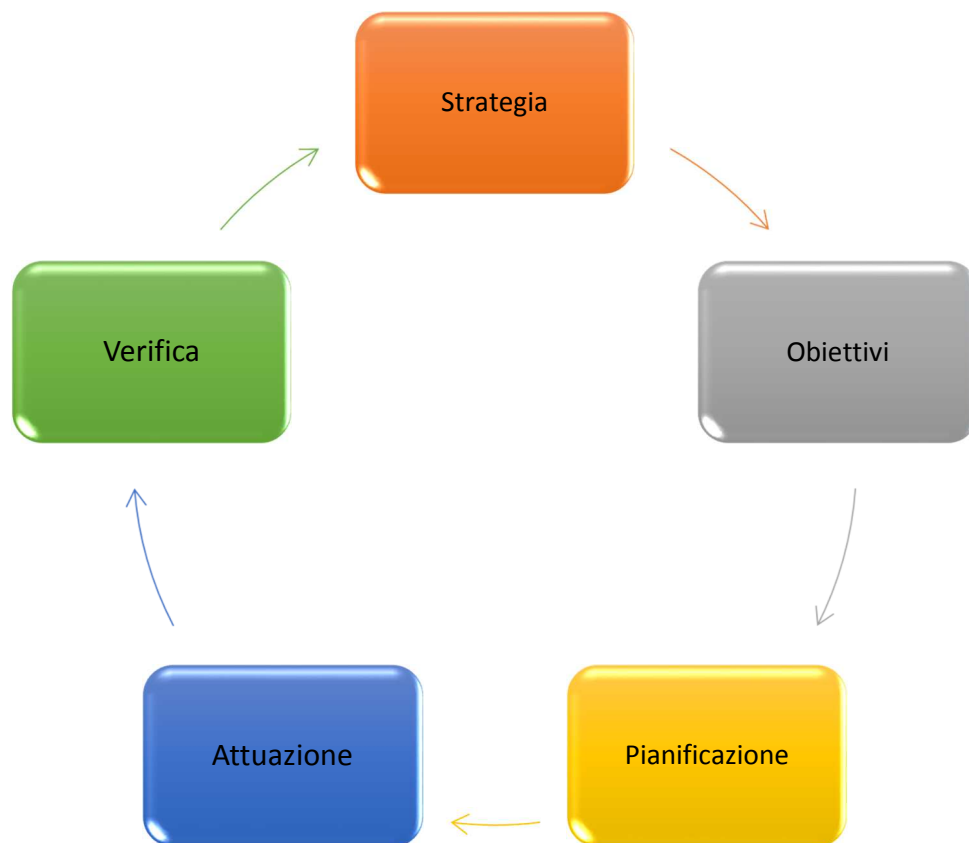 Strategia
Obiettivi
Pianificazione
Attuazione
Verifica